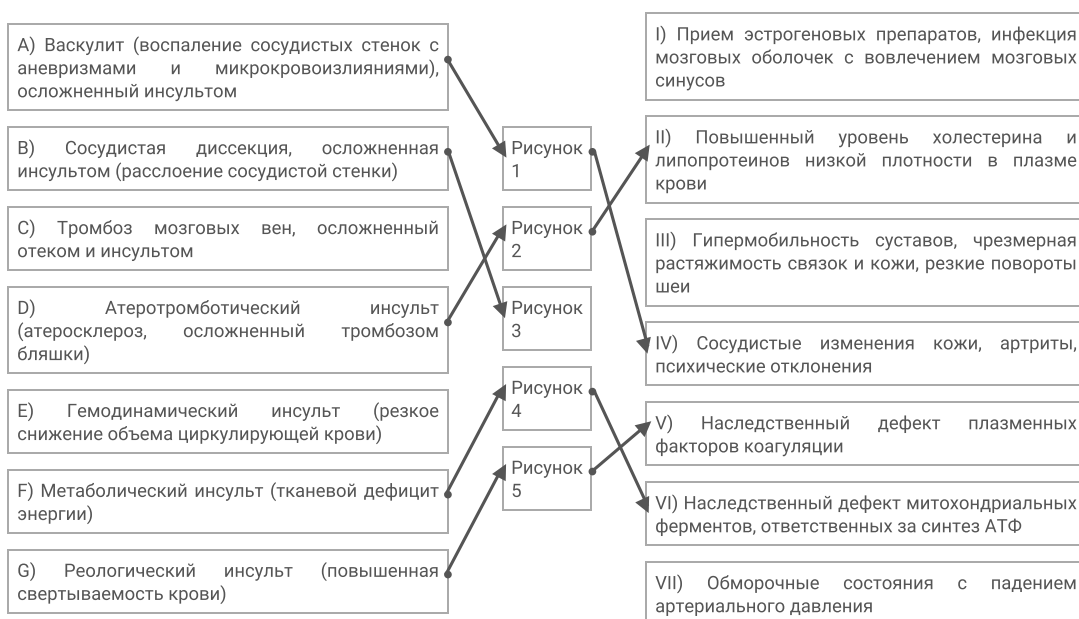 А) Васкулит (воспаление сосудистых стенок с
аневризмами и микрокровоизлияниями),
осложненный инсультом
B) Сосудистая диссекция, осложненная
инсультом (расслоение сосудистой стенки)
C) Тромбоз мозговых вен, осложненный
отеком и инсультом
D) Атеротромботический инсульт
(атеросклероз, осложненный тромбозом
бляшки)
E) Гемодинамический инсульт (резкое
снижение объема циркулирующей крови)
F) Метаболический инсульт (тканевой дефицит
энергии)
G) Реологический инсульт (повышенная
свертываемость крови)
Рисунок
1
Рисунок
2
Рисунок
3
Рисунок
4
Рисунок
5
I) Прием эстрогеновых препаратов, инфекция
мозговых оболочек с вовлечением мозговых
синусов
II) Повышенный уровень холестерина и
липопротеинов низкой плотности в плазме
крови
III) Гипермобильность суставов, чрезмерная
растяжимость связок и кожи, резкие повороты
шеи
IV) Сосудистые изменения кожи, артриты,
психические отклонения
V) Наследственный дефект плазменных
факторов коагуляции
VI) Наследственный дефект митохондриальных
ферментов, ответственных за синтез АТФ
VII) Обморочные состояния с падением
артериального давления